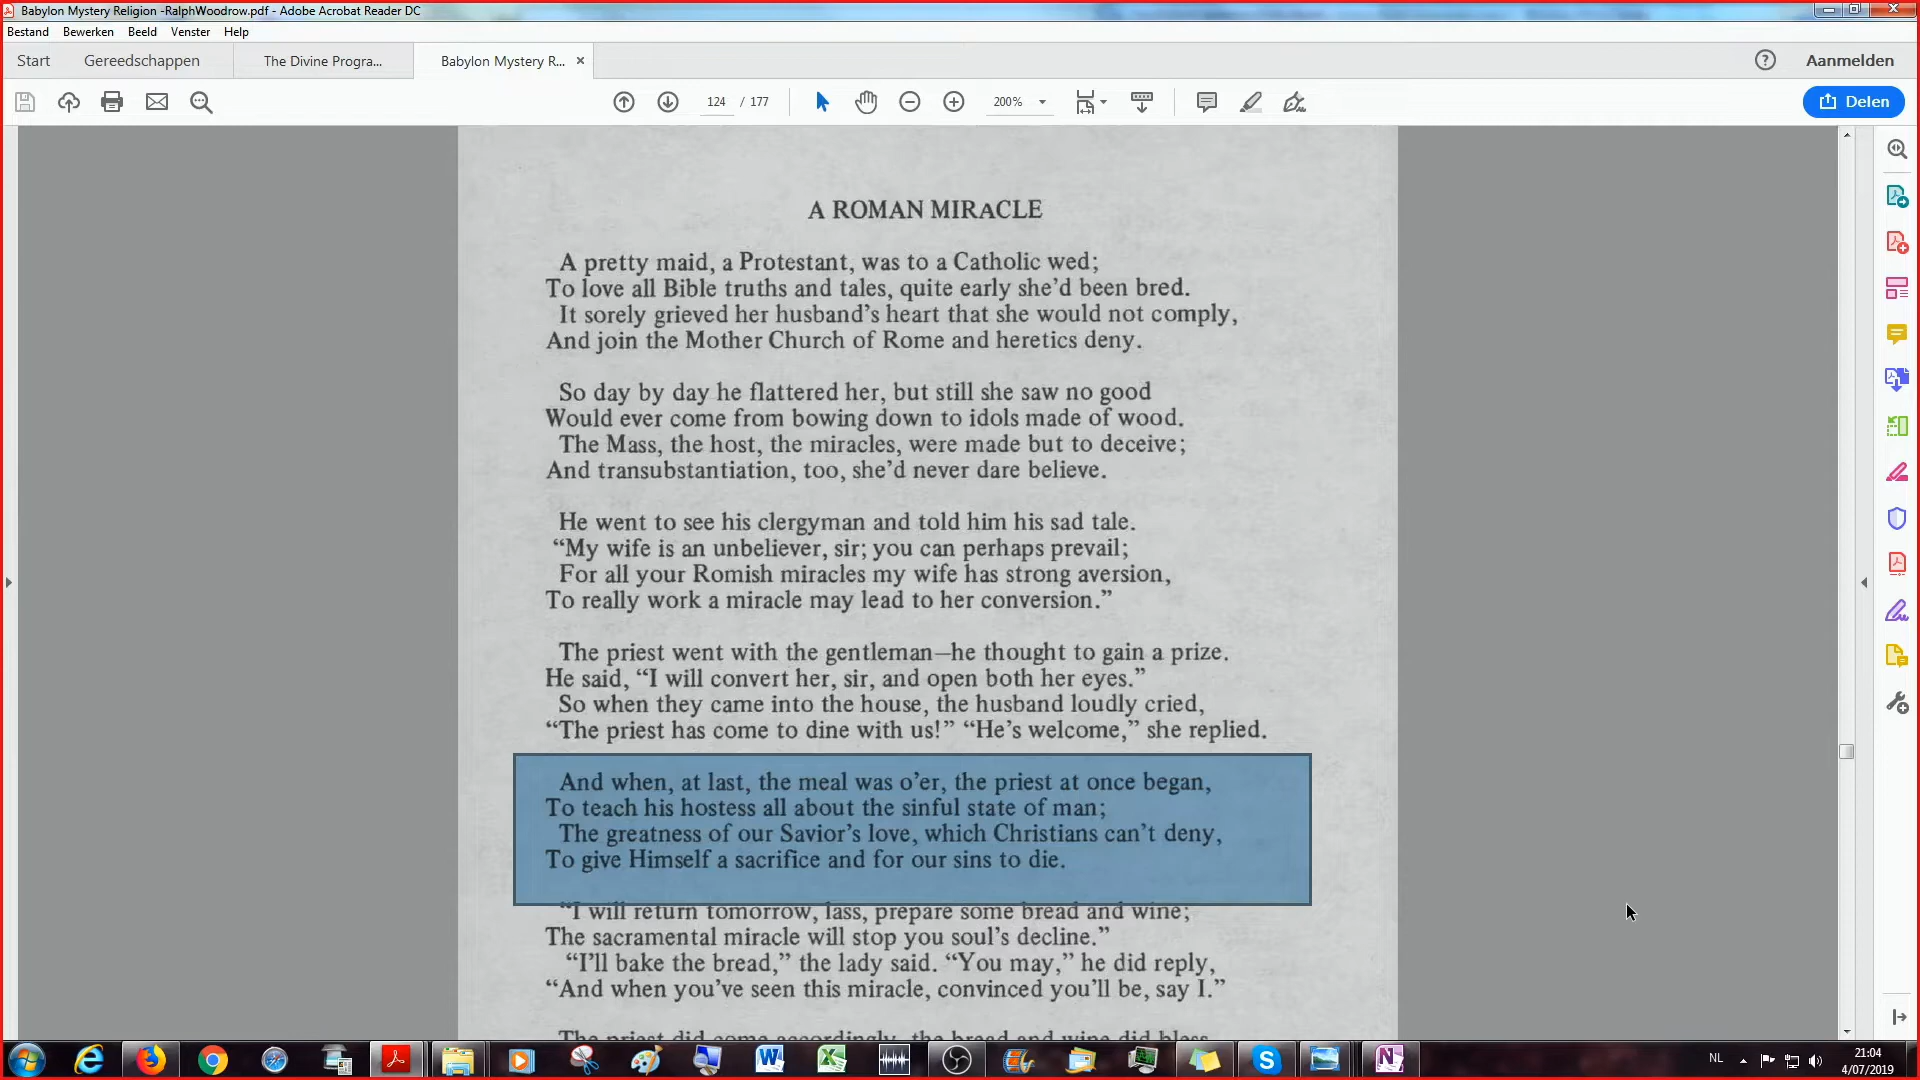 Babylon Mystery Religion -RalphWoodrow.pdf - Adobe Acrobat Reader DC
Bestand Bewerken Beeld Venster Help
Start Gereedschappen The Divine Progra... Babylon Mystery R... Aanmelden
124 / 177 200% Delen
A ROMAN MIRACLE
A pretty maid, a Protestant, was to a Catholic wed;
To love all Bible truths and tales, quite early she'd been bred.
It sorely grieved her husband's heart that she would not comply,
And join the Mother Church of Rome and heretics deny.
So day by day he flattered her, but still she saw no good
Would ever come from bowing down to idols made of wood.
The Mass, the host, the miracles, were made but to deceive;
And transubstantiation, too, she'd never dare believe.
He went to see his clergyman and told him his sad tale.
“My wife is an unbeliever, sir; you can perhaps prevail;
For all your Romish miracles my wife has strong aversion,
To really work a miracle may lead to her conversion.”
The priest went with the gentleman—he thought to gain a prize.
He said, “I will convert her, sir, and open both her eyes.”
So when they came into the house, the husband loudly cried,
“The priest has come to dine with us!” “He's welcome,” she replied.
And when, at last, the meal was o'er, the priest at once began,
To teach his hostess all about the sinful state of man;
The greatness of our Savior's love, which Christians can't deny,
To give Himself a sacrifice and for our sins to die.
“I will return tomorrow, lass, prepare some bread and wine;
The sacramental miracle will stop you soul's decline.”
“I'll bake the bread,” the lady said. “You may,” he did reply,
“And when you've seen this miracle, convinced you'll be, say I.”
The priest did come accordingly, the bread and wine did bless
NL 21:04
4/07/2019